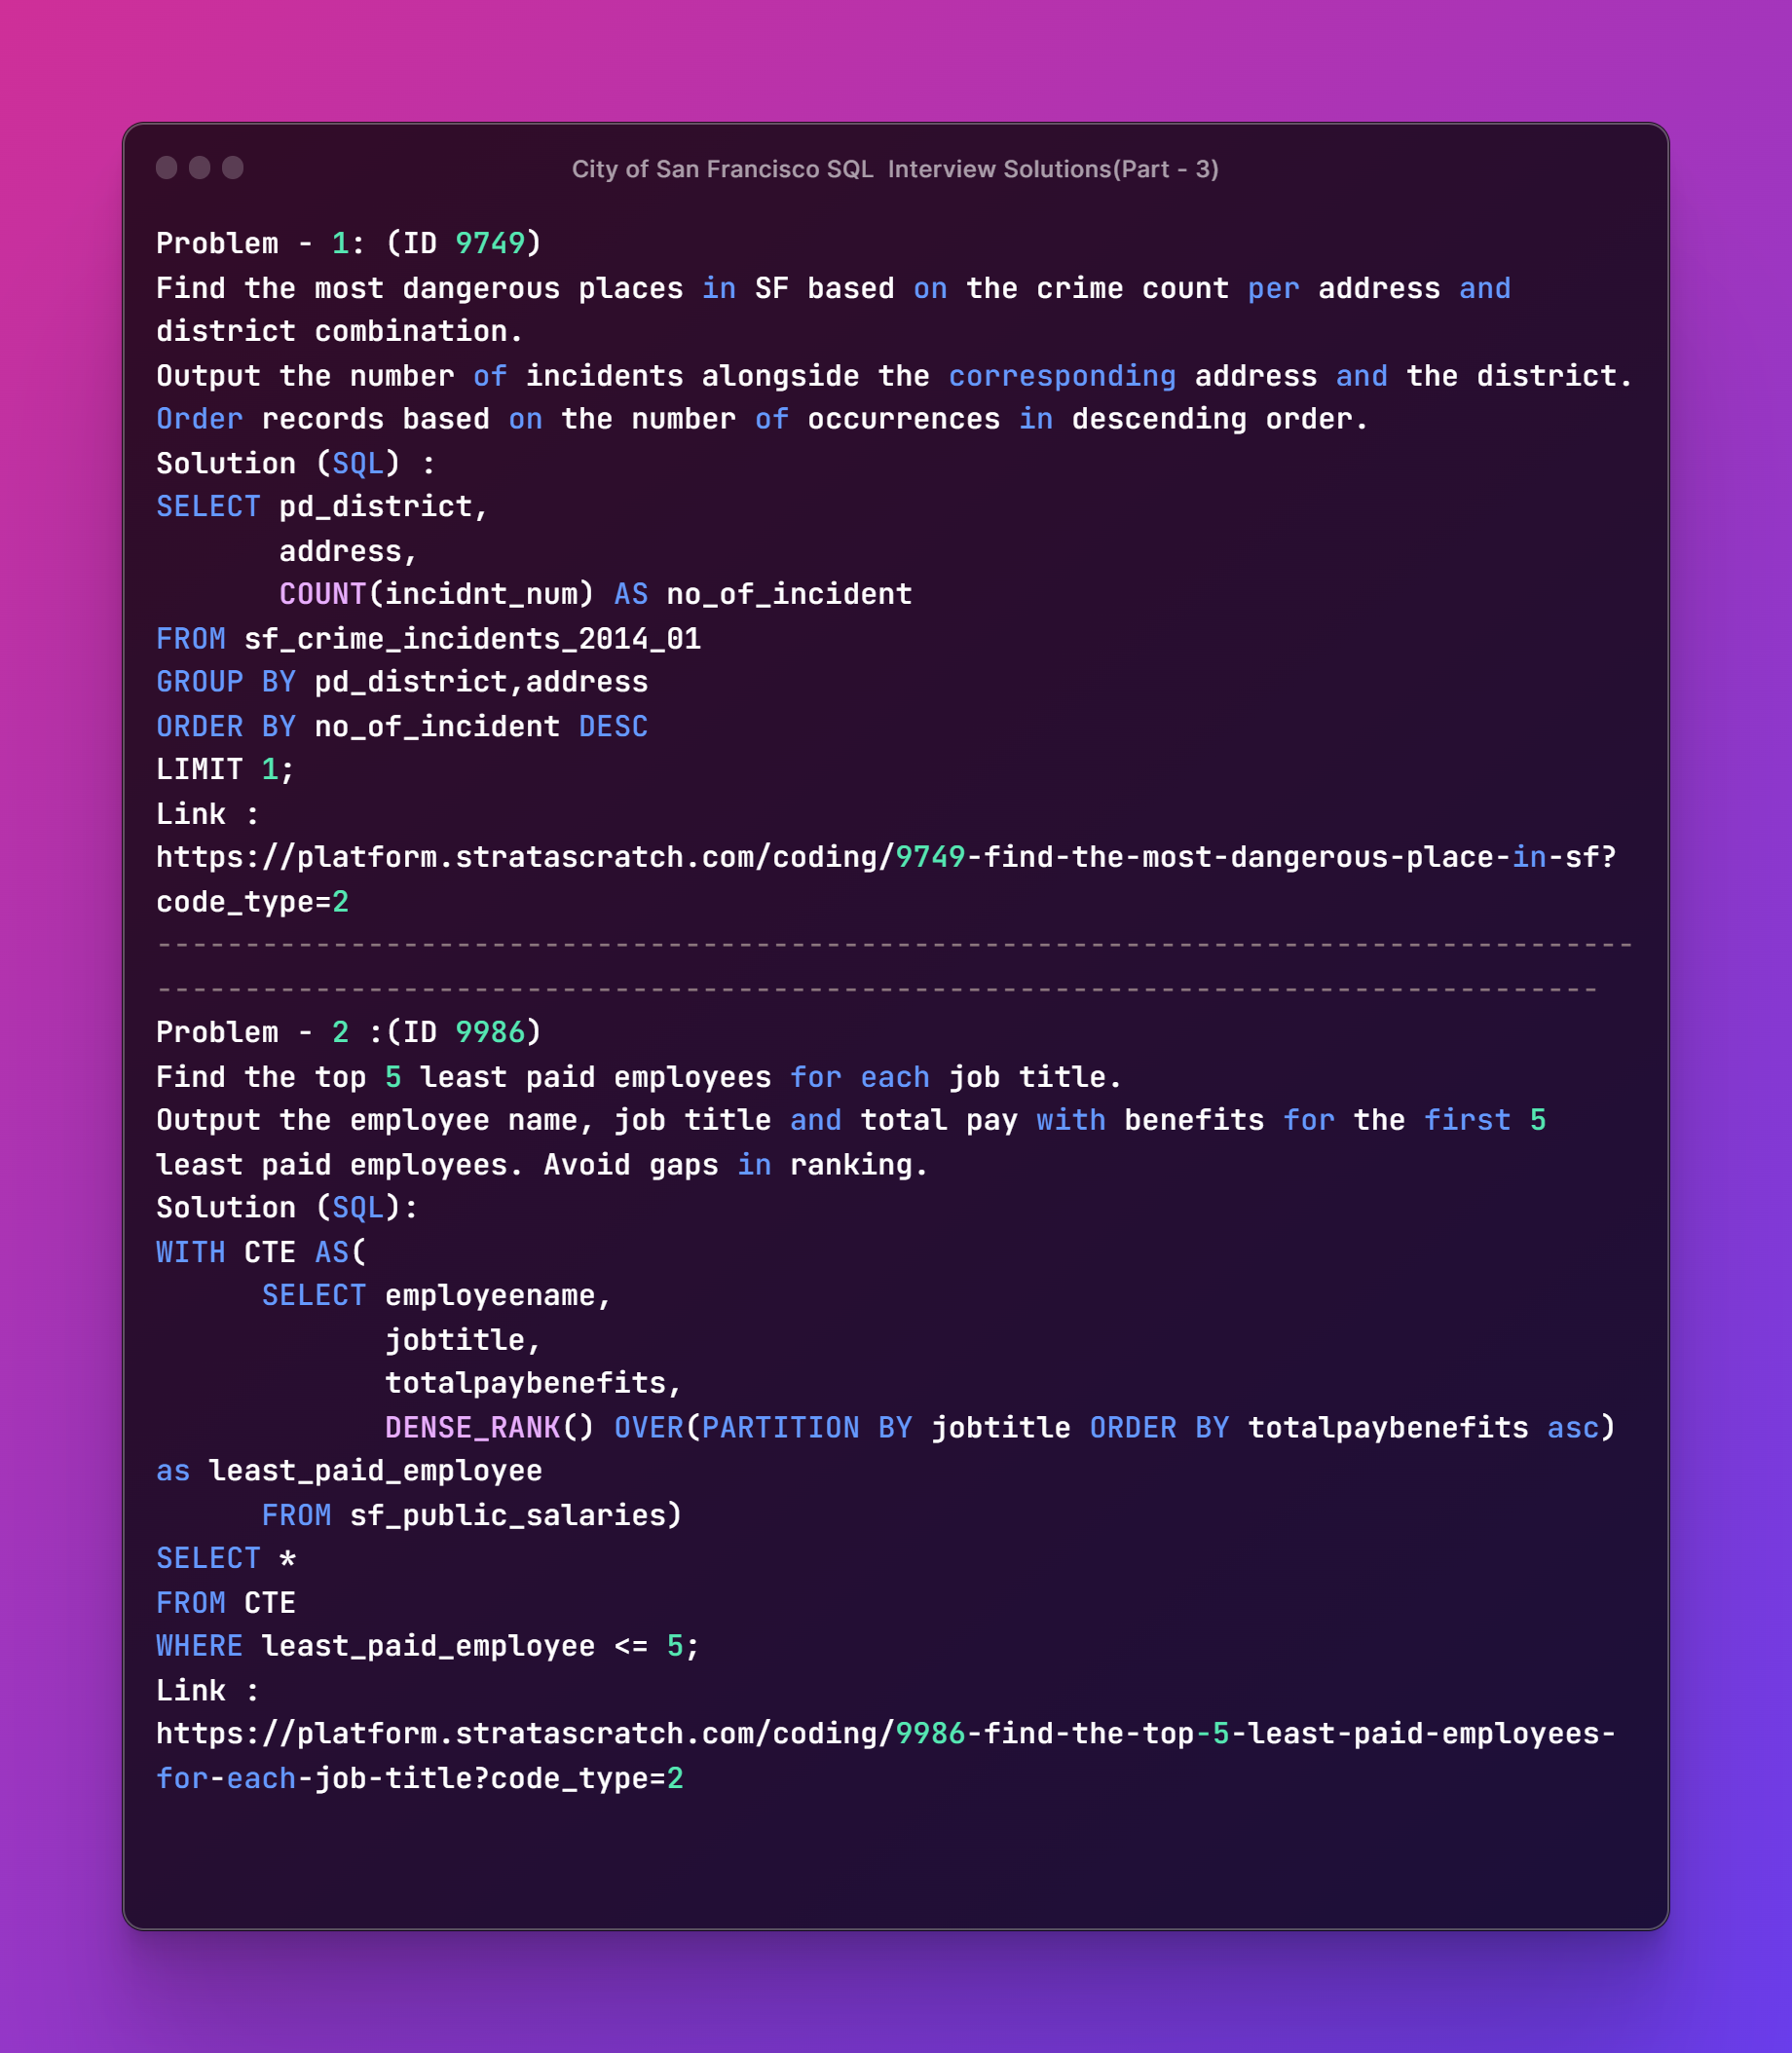 City of San Francisco SQL  Interview Solutions(Part - 3)
Problem - 1: (ID 9749)
Find the most dangerous places in SF based on the crime count per address and
district combination.
Output the number of incidents alongside the corresponding address and the district.
Order records based on the number of occurrences in descending order.
Solution (SQL) :
SELECT pd_district,
       address,
       COUNT(incidnt_num) AS no_of_incident
FROM sf_crime_incidents_2014_01
GROUP BY pd_district,address
ORDER BY no_of_incident DESC
LIMIT 1;
Link :
https://platform.stratascratch.com/coding/9749-find-the-most-dangerous-place-in-sf?
code_type=2
------------------------------------------------------------------------------------
----------------------------------------------------------------------------------
Problem - 2 :(ID 9986)
Find the top 5 least paid employees for each job title.
Output the employee name, job title and total pay with benefits for the first 5
least paid employees. Avoid gaps in ranking.
Solution (SQL):
WITH CTE AS(
      SELECT employeename,
             jobtitle,
             totalpaybenefits,
             DENSE_RANK() OVER(PARTITION BY jobtitle ORDER BY totalpaybenefits asc)
as least_paid_employee
      FROM sf_public_salaries)
SELECT *
FROM CTE
WHERE least_paid_employee <= 5;
Link :
https://platform.stratascratch.com/coding/9986-find-the-top-5-least-paid-employees-
for-each-job-title?code_type=2